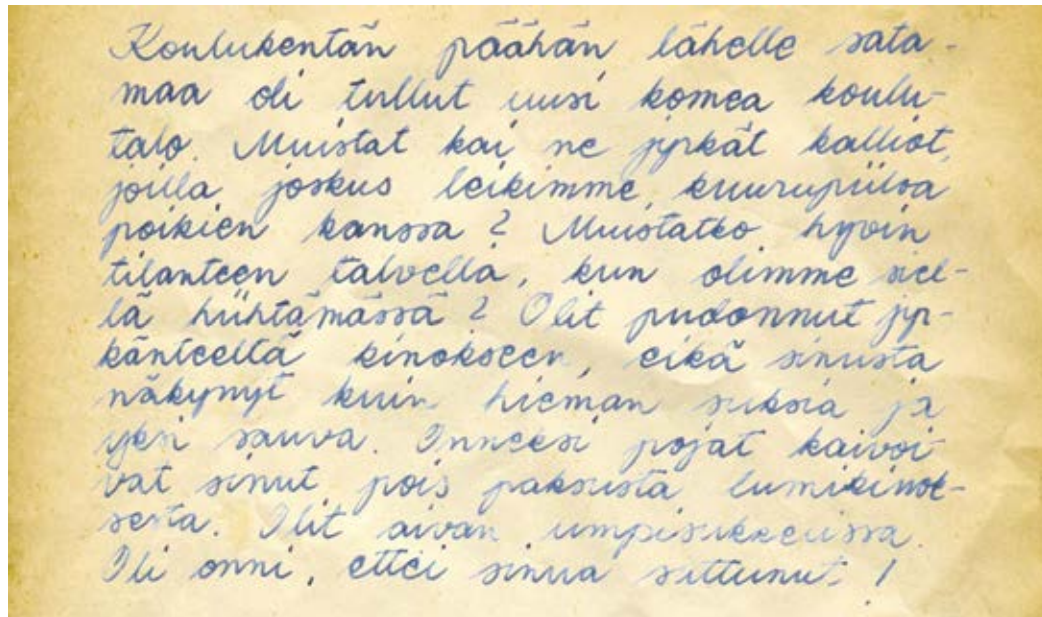 Koulukentän päähän lähelle sata-
maa oli tullut uusi komea koulu-
talo. Muistat kai ne jyrkät kalliot,
joilla joskus leikimme kuurupiiloa
poikien kanssa? Muistatko hyvin
tilanteen talvella, kun olimme siel-
lä hiihtämässä? Olit pudonnut jyr-
känteeltä kinokseen, eikä sinusta
näkynyt kuin hieman suksia ja
yksi sauva. Onneksi pojat kaivoi-
vat sinut pois paksusta lumikinok-
sesta. Olit aivan umpisukkeissa.
Oli onni, ettei sinua sattunut!